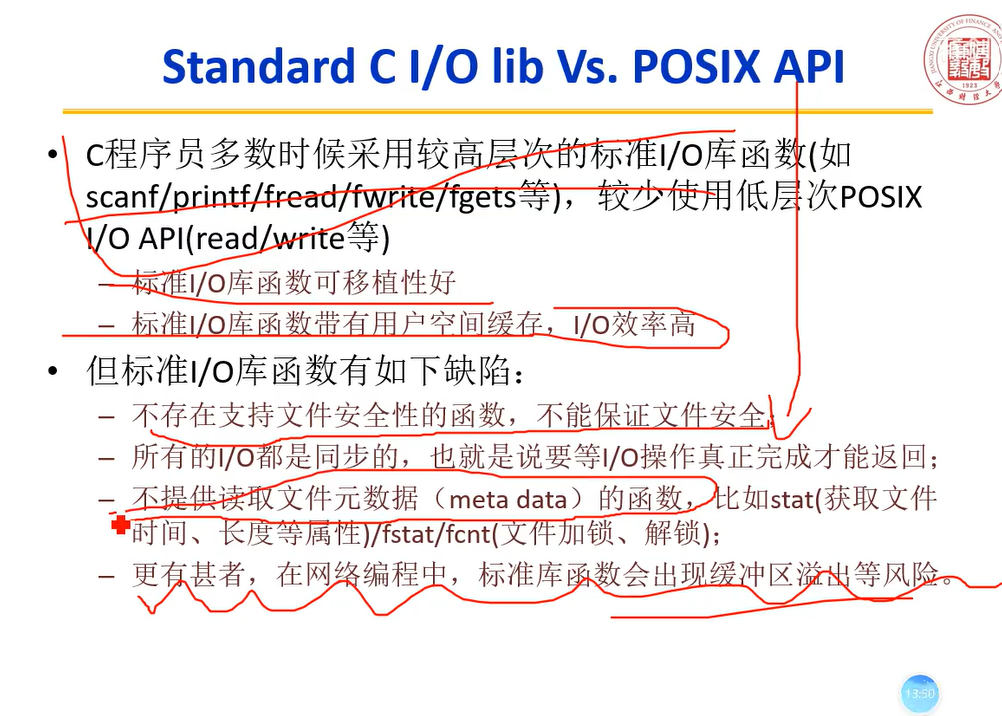 Standard C I/O lib Vs. POSIX API
• C程序员多数时候采用较高层次的标准I/O库函数(如
scanf/printf/fread/fwrite/fgets等)，较少使用低层次POSIX
I/O API(read/write等)
– 标准I/O库函数可移植性好
– 标准I/O库函数带有用户空间缓存，I/O效率高
• 但标准I/O库函数有如下缺陷：
– 不存在支持文件安全性的函数，不能保证文件安全；
– 所有的I/O都是同步的，也就是说要等I/O操作真正完成才能返回；
– 不提供读取文件元数据（meta data）的函数，比如stat(获取文件
时间、长度等属性)/fstat/fcnt(文件加锁、解锁)；
– 更有甚者，在网络编程中，标准库函数会出现缓冲区溢出等风险。
1923
13:50